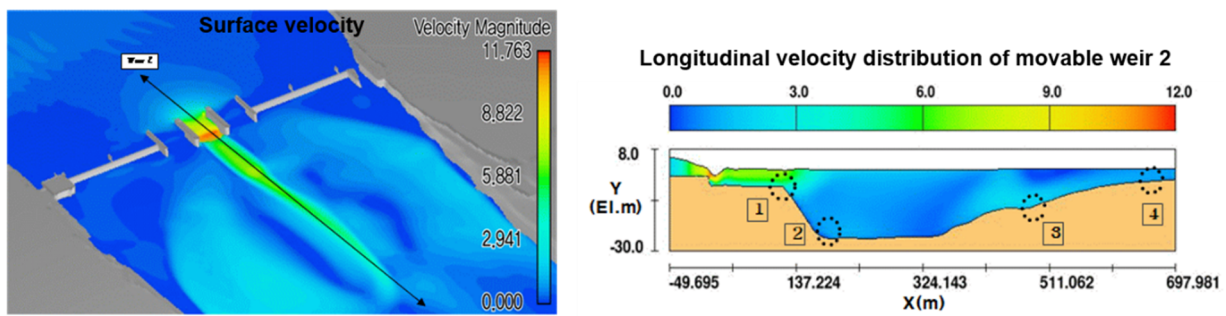 Surface velocity
Velocity Magnitude
11,763
8,822
5,881
2,941
0,000
Longitudinal velocity distribution of movable weir 2
0.0 3.0 6.0 9.0 12.0
8.0
Y
(El.m)
-30.0
1
2
3
4
-49.695 137.224 324.143 511.062 697.981
X(m)